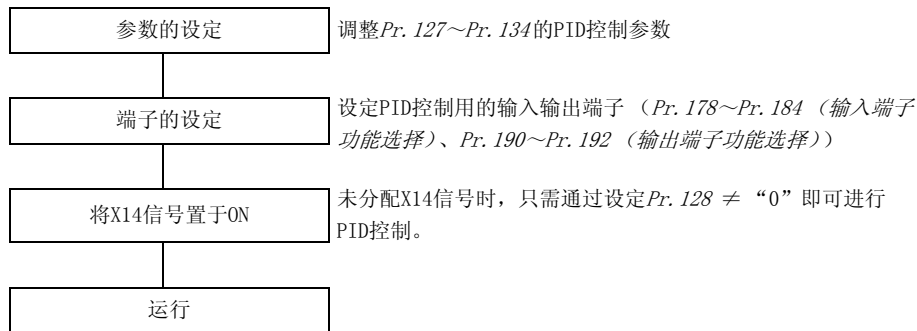 参数的设定
调整Pr. 127～Pr. 134的PID控制参数
端子的设定
设定PID控制用的输入输出端子 （Pr. 178～Pr. 184 （输入端子
功能选择）、Pr. 190～Pr. 192 （输出端子功能选择））
将X14信号置于ON
未分配X14信号时，只需通过设定Pr. 128 ≠ “0”即可进行
PID控制。
运行